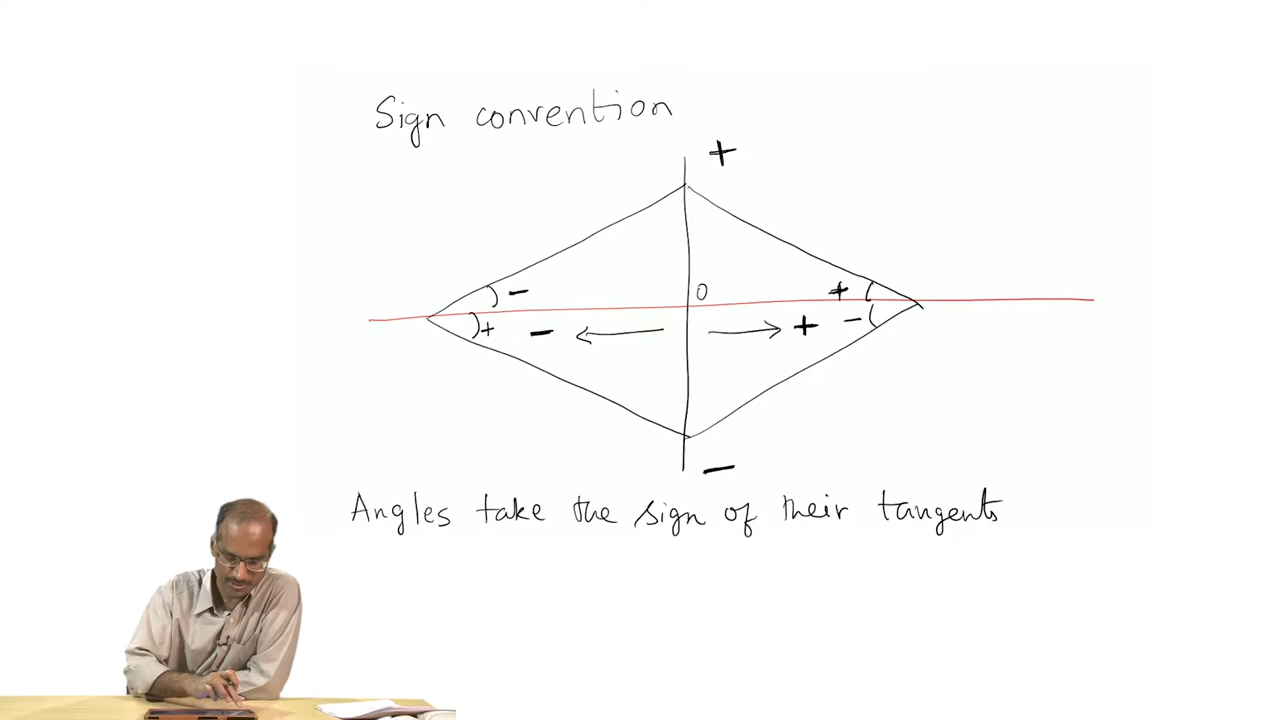 Sign convention
+
- 0 +
+ - + -
-
Angles take the sign of their tangents